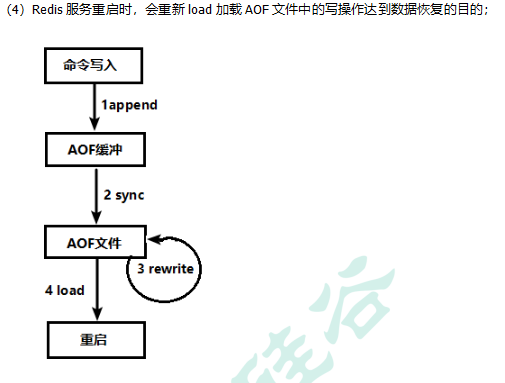 (4) Redis 服务重启时，会重新 load 加载 AOF 文件中的写操作达到数据恢复的目的；
命令写入
1append
AOF缓冲
2 sync
AOF文件
3 rewrite
4 load
重启
硅谷